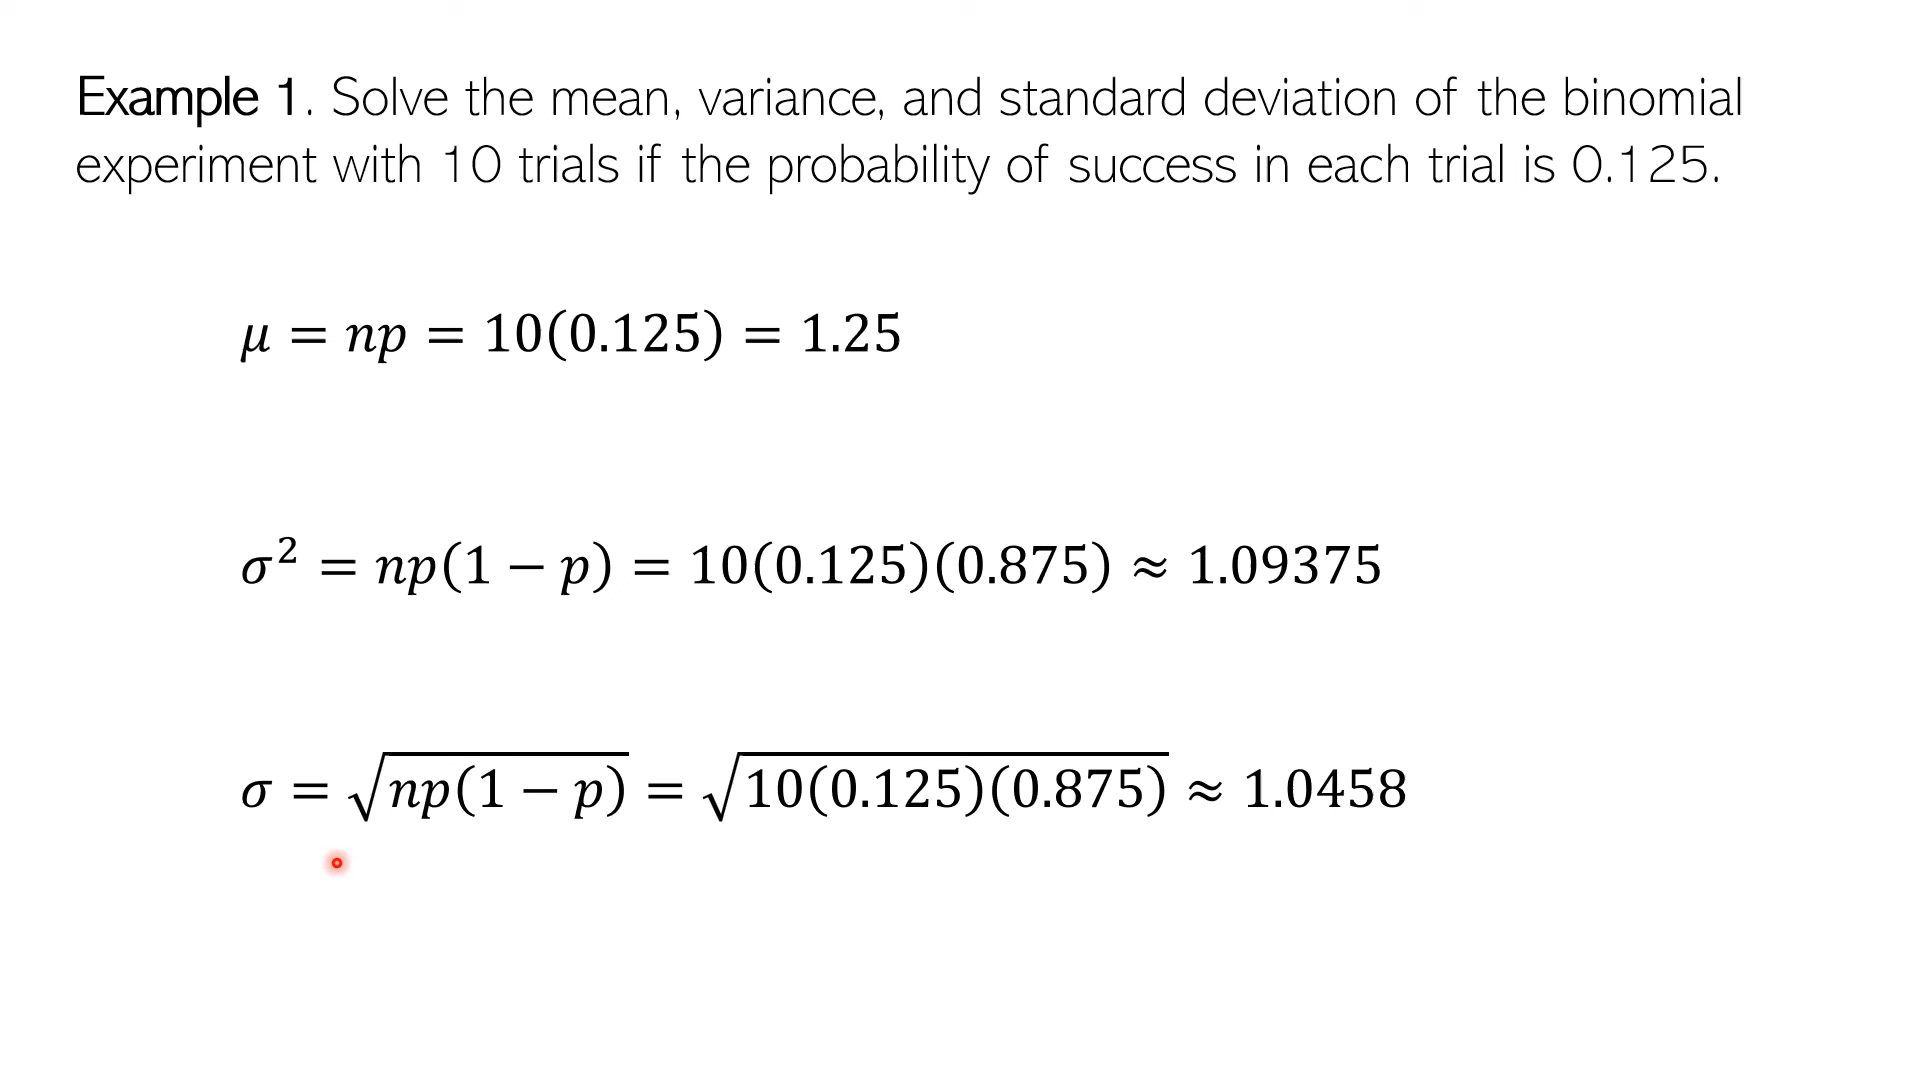 Example 1. Solve the mean, variance, and standard deviation of the binomial
experiment with 10 trials if the probability of success in each trial is 0.125.
μ = np = 10(0.125) = 1.25
σ² = np(1 − p) = 10(0.125)(0.875) ≈ 1.09375
σ = √np(1 − p) = √10(0.125)(0.875) ≈ 1.0458